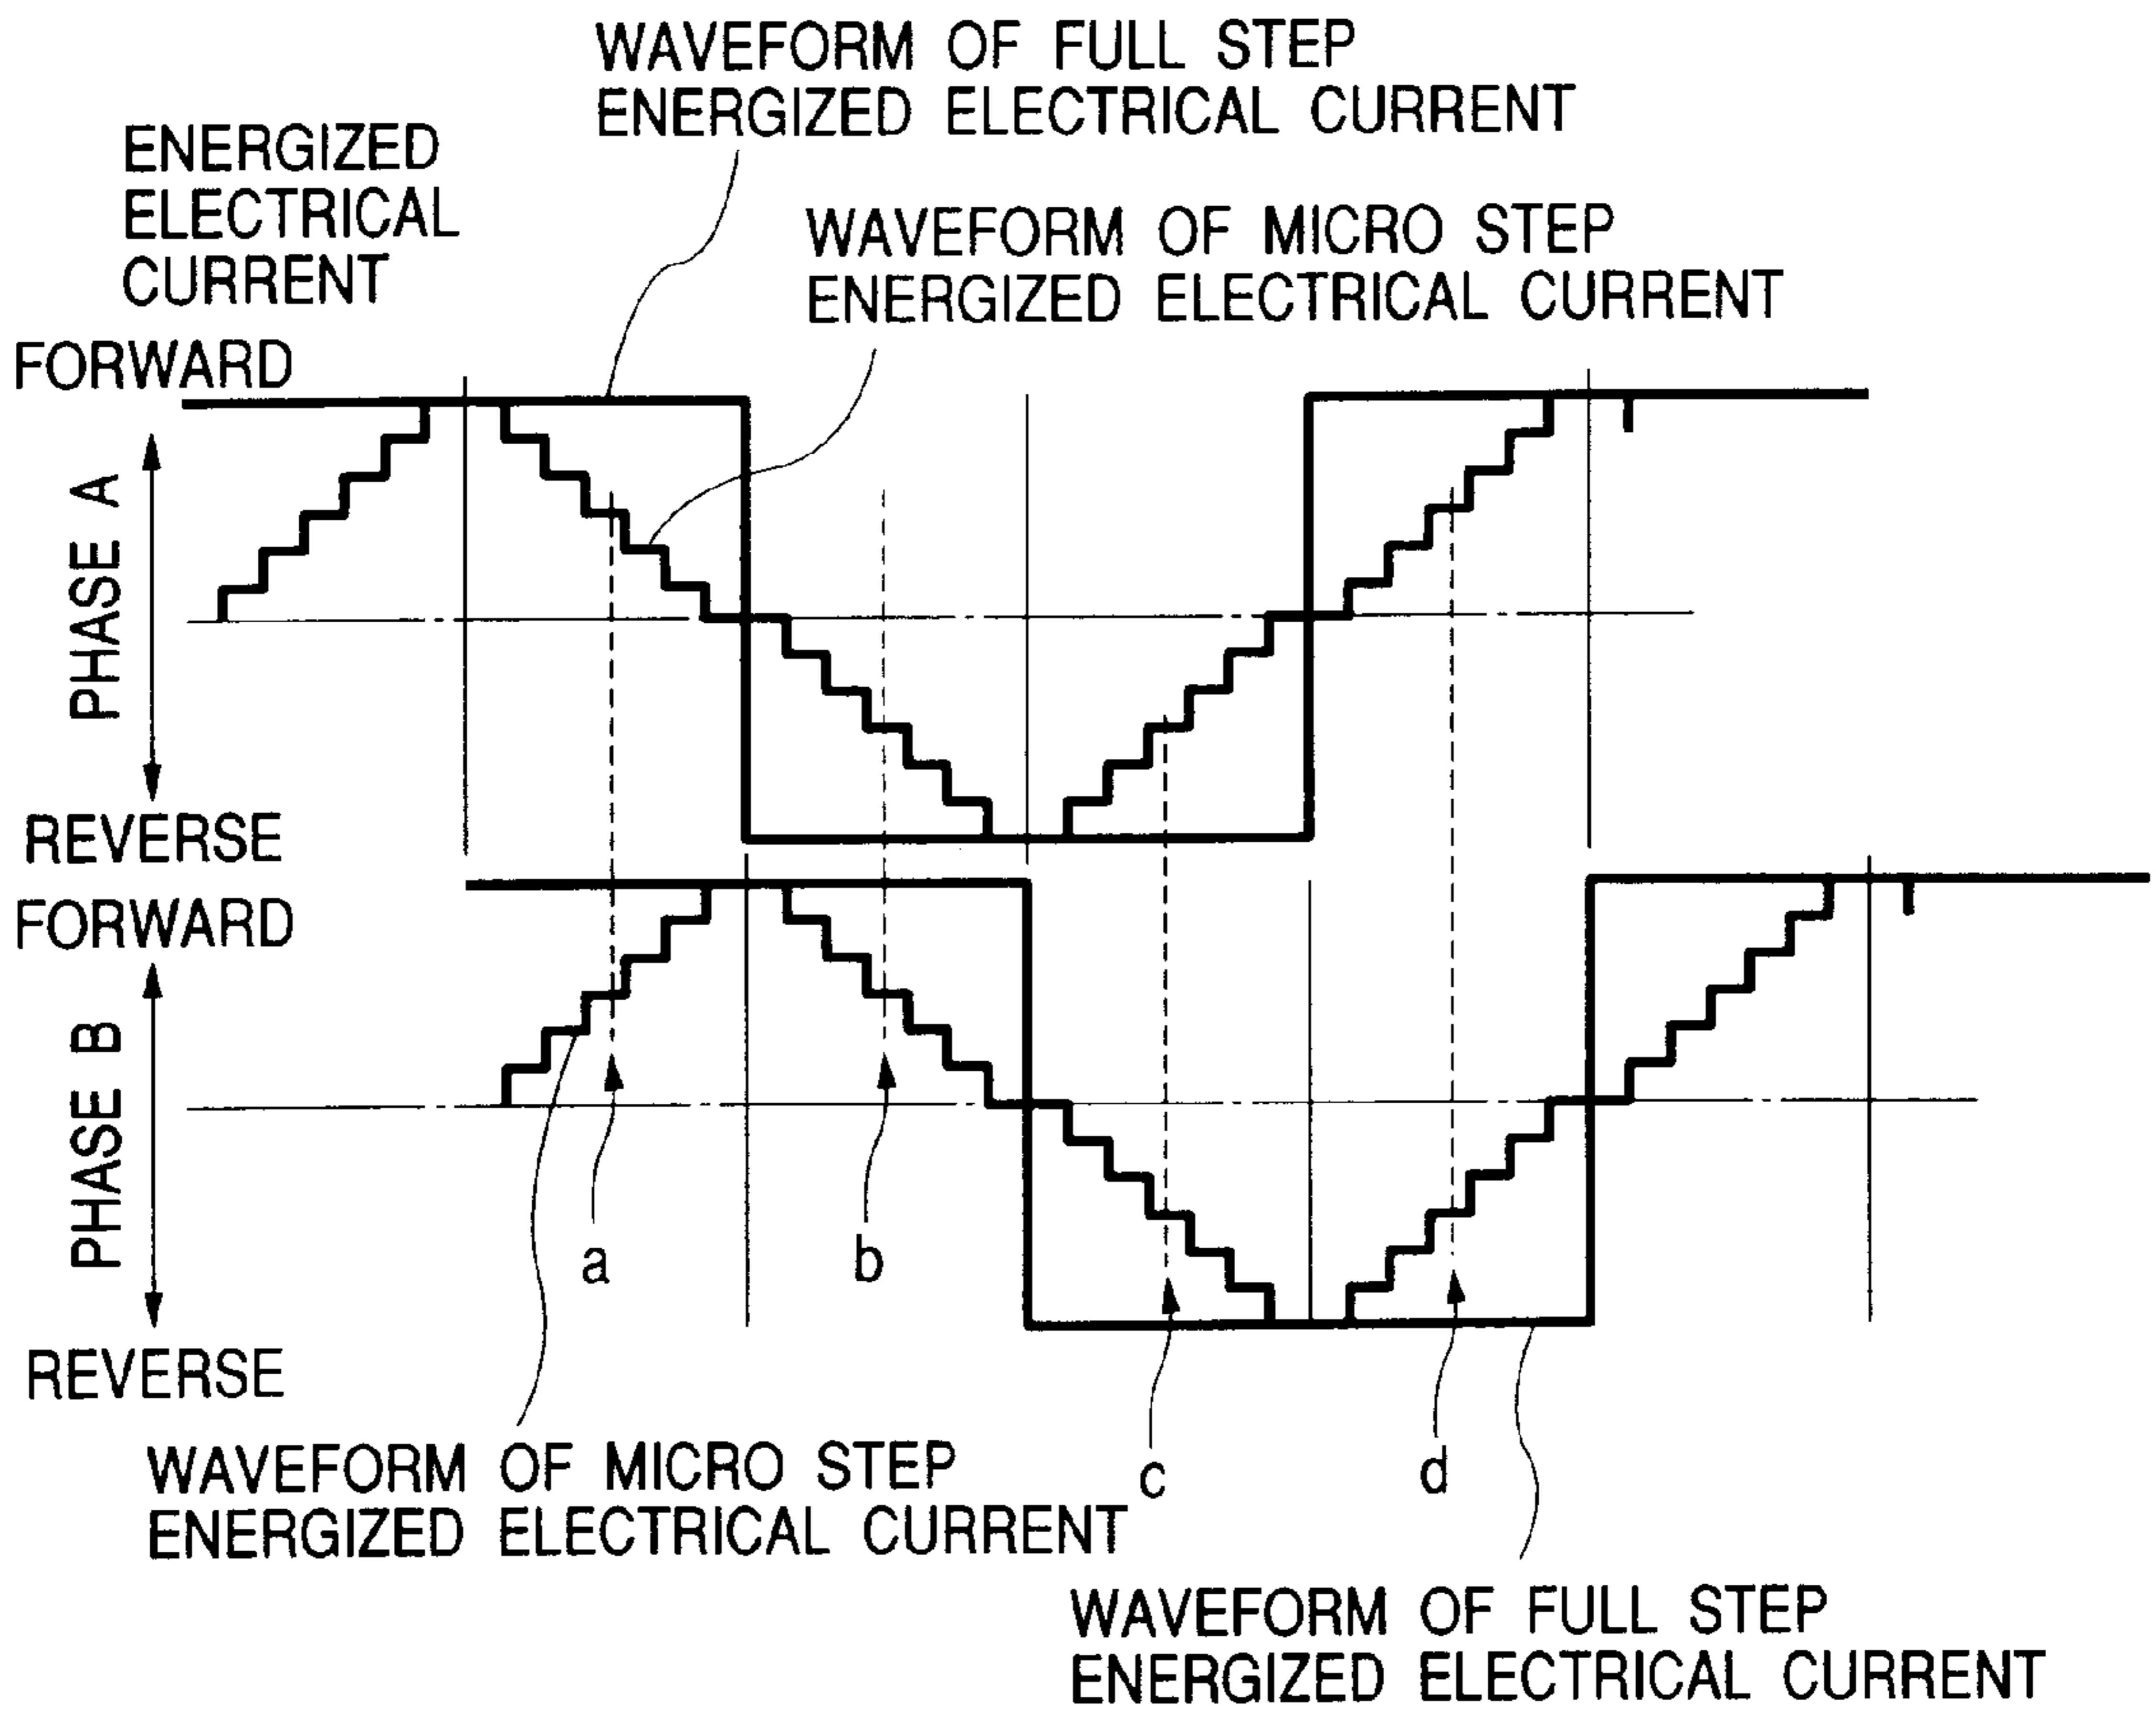 WAVEFORM OF FULL STEP
ENERGIZED ELECTRICAL CURRENT
ENERGIZED
ELECTRICAL
CURRENT
WAVEFORM OF MICRO STEP
ENERGIZED ELECTRICAL CURRENT
FORWARD
PHASE A
REVERSE
FORWARD
PHASE B
REVERSE
a
b
c
d
WAVEFORM OF MICRO STEP
ENERGIZED ELECTRICAL CURRENT
WAVEFORM OF FULL STEP
ENERGIZED ELECTRICAL CURRENT